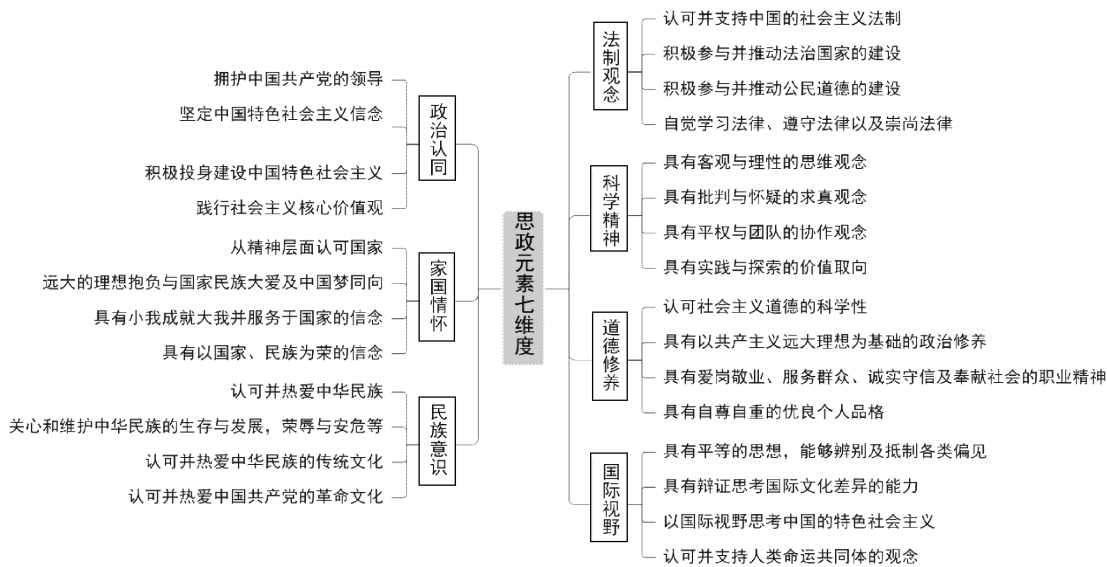 思政元素七维度
政治认同
拥护中国共产党的领导
坚定中国特色社会主义信念
积极投身建设中国特色社会主义
践行社会主义核心价值观
家国情怀
从精神层面认可国家
远大的理想抱负与国家民族大爱及中国梦同向
具有小我成就大我并服务于国家的信念
具有以国家、民族为荣的信念
民族意识
认可并热爱中华民族
关心和维护中华民族的生存与发展，荣辱与安危等
认可并热爱中华民族的传统文化
认可并热爱中国共产党的革命文化
法制观念
认可并支持中国的社会主义法制
积极参与并推动法治国家的建设
积极参与并推动公民道德的建设
自觉学习法律、遵守法律以及崇尚法律
科学精神
具有客观与理性的思维观念
具有批判与怀疑的求真观念
具有平权与团队的协作观念
具有实践与探索的价值取向
道德修养
认可社会主义道德的科学性
具有以共产主义远大理想为基础的政治修养
具有爱岗敬业、服务群众、诚实守信及奉献社会的职业精神
具有自尊自重的优良个人品格
国际视野
具有平等的思想，能够辨别及抵制各类偏见
具有辩证思考国际文化差异的能力
以国际视野思考中国的特色社会主义
认可并支持人类命运共同体的观念